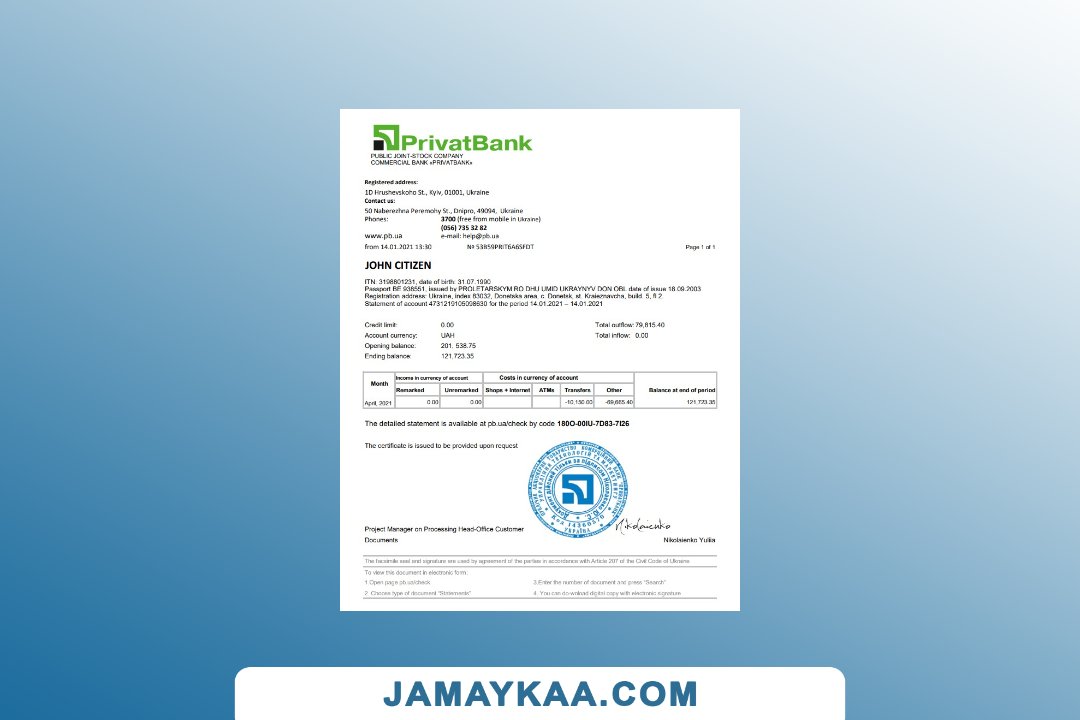 PrivatBank
PUBLIC JOINT-STOCK COMPANY
COMMERCIAL BANK «PRIVATBANK»
Registered address:
1D Hrushevskoho St., Kyiv, 01001, Ukraine
Contact us:
50 Naberezhna Peremohy St., Dnipro, 49094, Ukraine
Phones: 3700 (free from mobile in Ukraine)
(056) 735 32 82
www.pb.ua e-mail: help@pb.ua
from 14.01.2021 13:30 № 53B59PRIT6A6SFDT Page 1 of 1
JOHN CITIZEN
ITN: 3198801231, date of birth: 31.07.1990
Passport BE 938551, issued by PROLETARSKYM RO DHU UMID UKRAYNYV DON OBL date of issue 18.09.2003
Registration address: Ukraine, index 83032, Donetska area, c. Donetsk, st. Kraieznavcha, build. 5, fl 2
Statement of account 4731219105098630 for the period 14.01.2021 – 14.01.2021
Credit limit: 0.00 Total outflow: 79,815.40
Account currency: UAH Total inflow: 0.00
Opening balance: 201. 538.75
Ending balance: 121,723.35
Month Income in currency of account Costs in currency of account Balance at end of period
Remarked Unremarked Shops + Internet ATMs Transfers Other
April, 2021 0.00 0.00 -10,150.00 -69,665.40 121,723.35
The detailed statement is available at pb.ua/check by code 180O-00IU-7D83-7I26
The certificate is issued to be provided upon request
УКРАЇНА
Project Manager on Processing Head-Office Customer
Documents
Nikolaienko
Nikolaienko Yuliia
The facsimile seal and signature are used by agreement of the parties in accordance with Article 207 of the Civil Code of Ukraine
To view this document in electronic form:
1 Open page pb.ua/check 3.Enter the number of document and press "Search"
2. Choose type of document "Statements" 4. You can do-wnload digital copy with electronic signature
JAMAYKAA.COM